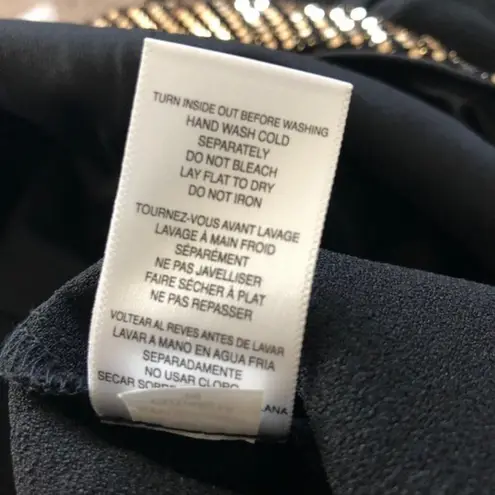 TURN INSIDE OUT BEFORE WASHING
HAND WASH COLD
SEPARATELY
DO NOT BLEACH
LAY FLAT TO DRY
DO NOT IRON
TOURNEZ-VOUS AVANT LAVAGE
LAVAGE À MAIN FROID
SÉPARÉMENT
NE PAS JAVELLISER
FAIRE SÉCHER À PLAT
NE PAS REPASSER
VOLTEAR AL REVES ANTES DE LAVAR
LAVAR A MANO EN AGUA FRIA
SEPARADAMENTE
NO USAR CLORO
SECAR